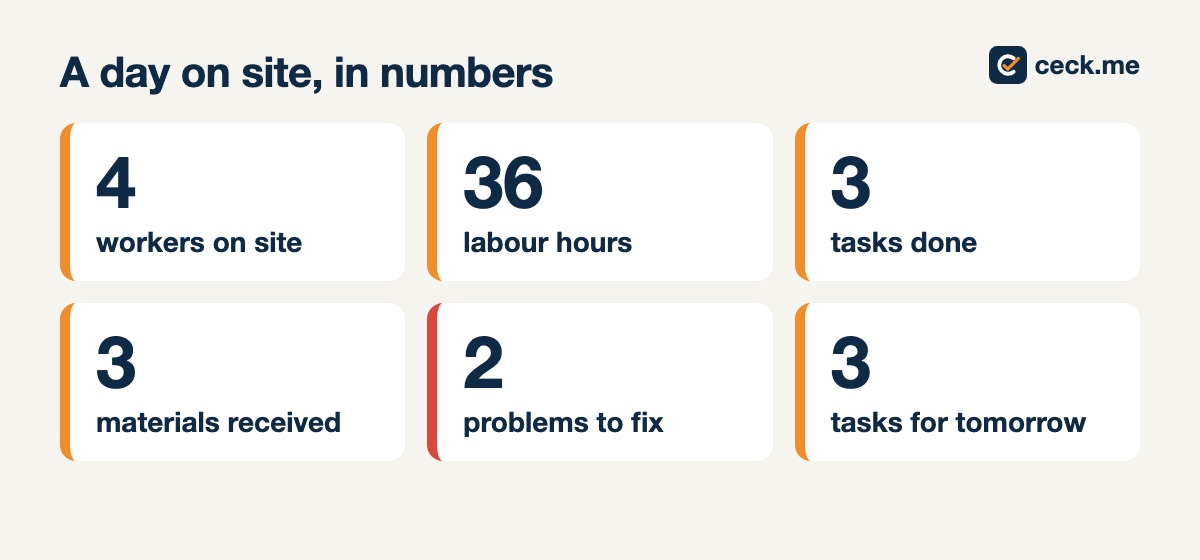 A day on site, in numbers
ceck.me
4
workers on site
36
labour hours
3
tasks done
3
materials received
2
problems to fix
3
tasks for tomorrow